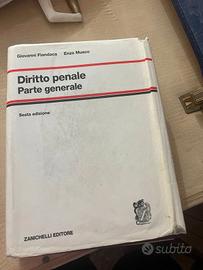 Giovanni Fiandaca   Enzo Musco
Diritto penale
Parte generale
Sesta edizione
ZANICHELLI EDITORE
subito